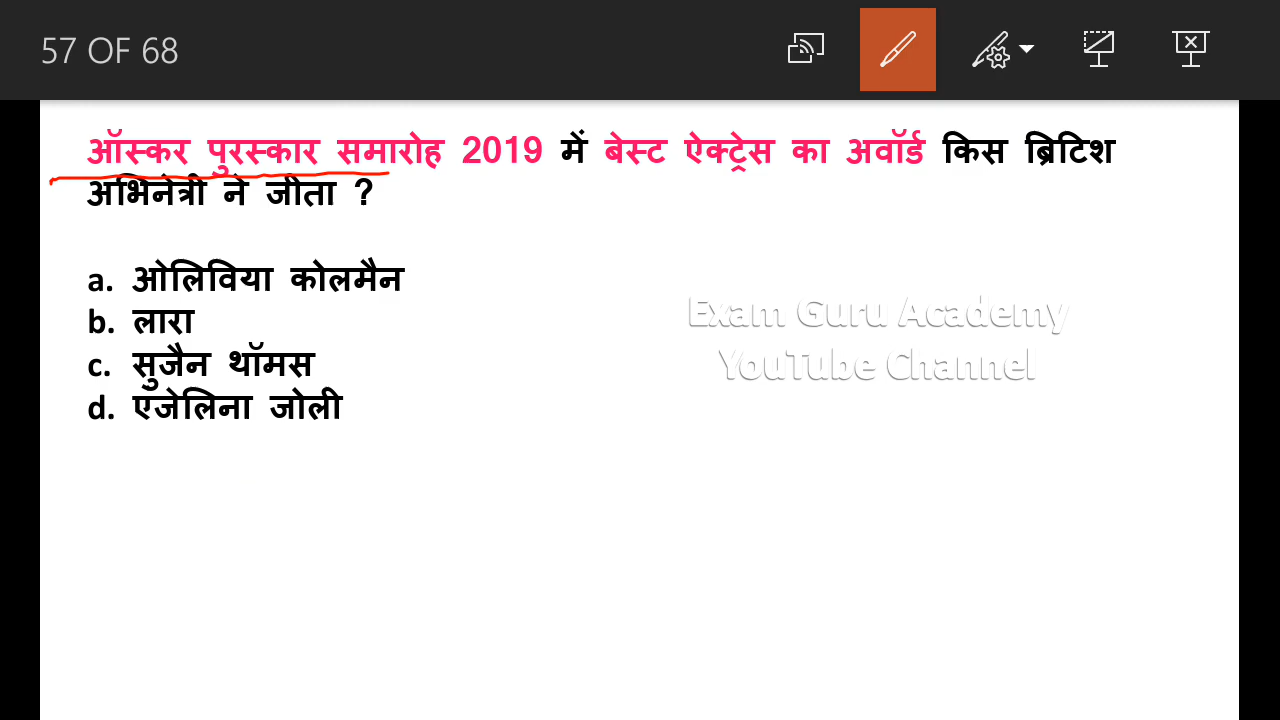 57 OF 68
ऑस्कर पुरस्कार समारोह 2019 में बेस्ट ऐक्ट्रेस का अवॉर्ड किस ब्रिटिश
अभिनेत्री ने जीता ?
a. ओलिविया कोलमैन
b. लारा
c. सुजैन थॉमस
d. एंजेलिना जोली
Exam Guru Academy
YouTube Channel